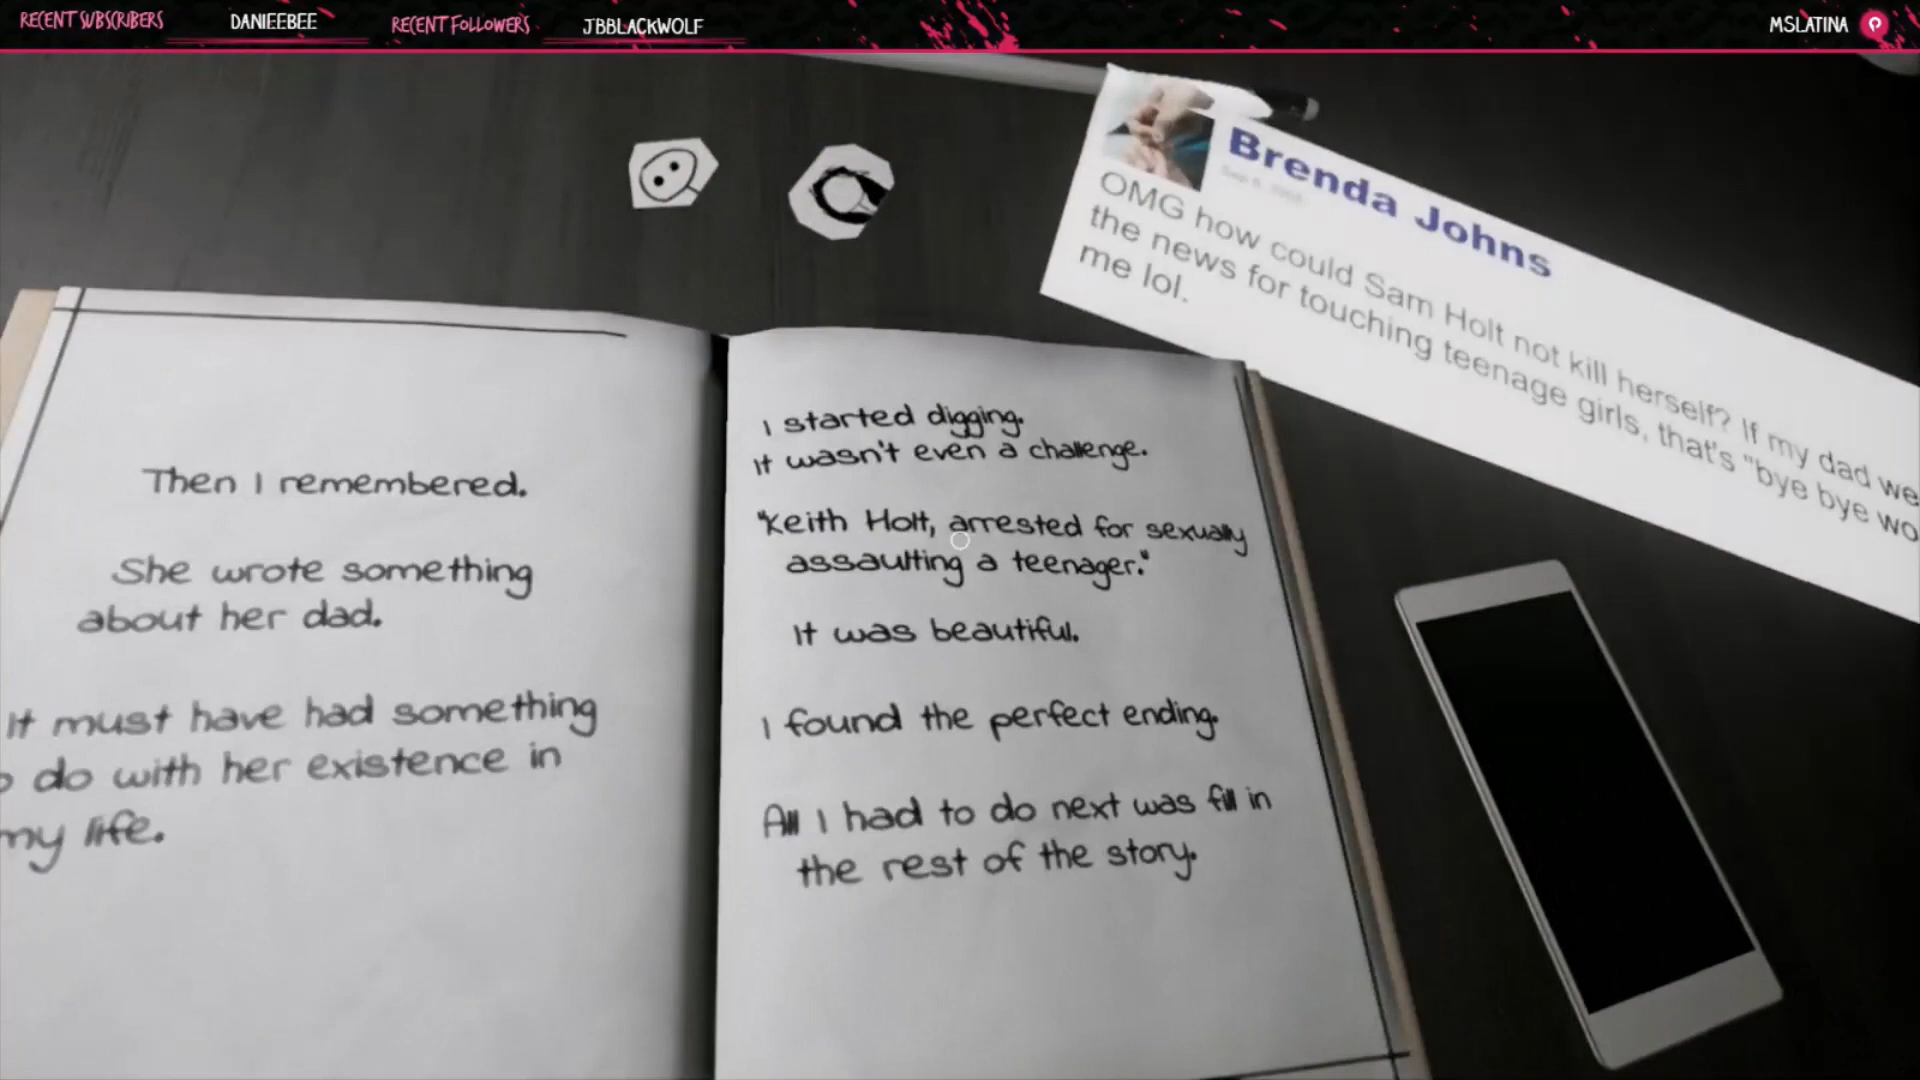 RECENT SUBSCRIBERS DANIEEBEE RECENT FOLLOWERS JBBLACKWOLF MSLATINA
Brenda Johns
OMG how could Sam Holt not kill herself? If my dad we
the news for touching teenage girls, that's "bye bye wo
me lol.
Then I remembered.
She wrote something
about her dad.
It must have had something
do with her existence in
my life.
I started digging.
It wasn't even a challenge.
"Keith Holt, arrested for sexually
assaulting a teenager."
It was beautiful.
I found the perfect ending.
All I had to do next was fill in
the rest of the story.